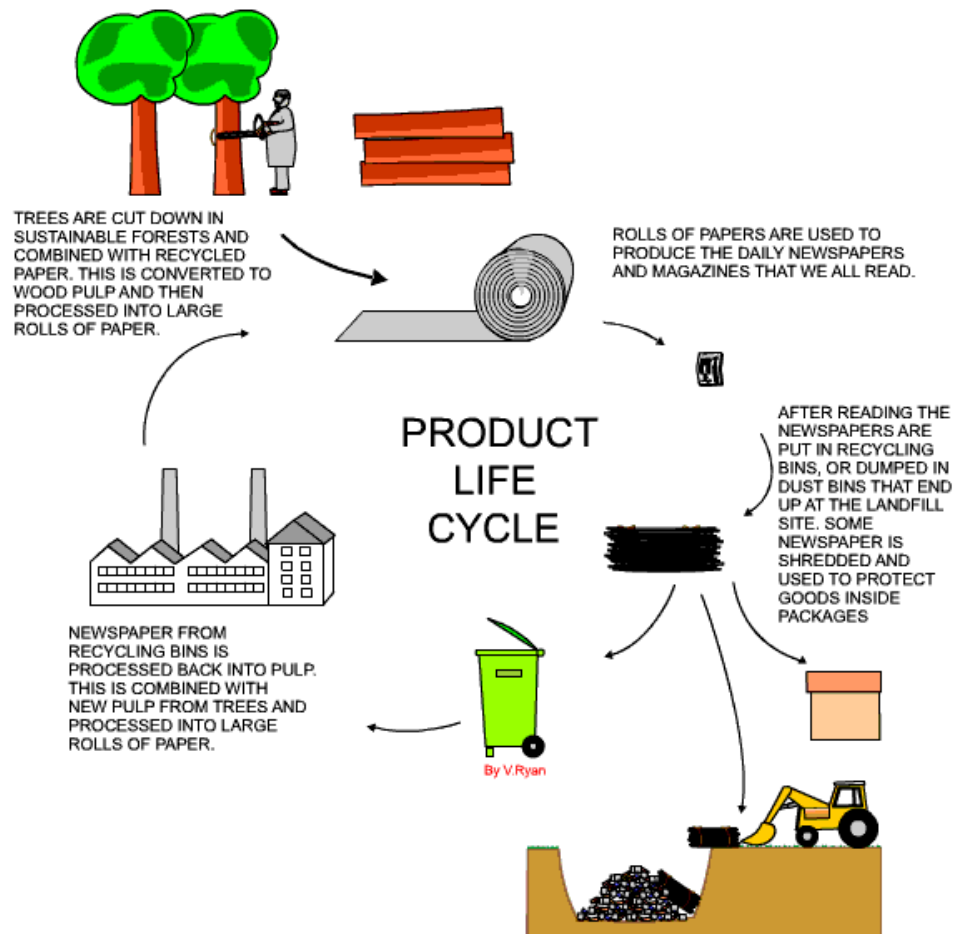 TREES ARE CUT DOWN IN
SUSTAINABLE FORESTS AND
COMBINED WITH RECYCLED
PAPER. THIS IS CONVERTED TO
WOOD PULP AND THEN
PROCESSED INTO LARGE
ROLLS OF PAPER.
ROLLS OF PAPERS ARE USED TO
PRODUCE THE DAILY NEWSPAPERS
AND MAGAZINES THAT WE ALL READ.
PRODUCT
LIFE
CYCLE
AFTER READING THE
NEWSPAPERS ARE
PUT IN RECYCLING
BINS, OR DUMPED IN
DUST BINS THAT END
UP AT THE LANDFILL
SITE. SOME
NEWSPAPER IS
SHREDDED AND
USED TO PROTECT
GOODS INSIDE
PACKAGES
NEWSPAPER FROM
RECYCLING BINS IS
PROCESSED BACK INTO PULP.
THIS IS COMBINED WITH
NEW PULP FROM TREES AND
PROCESSED INTO LARGE
ROLLS OF PAPER.
By V.Ryan